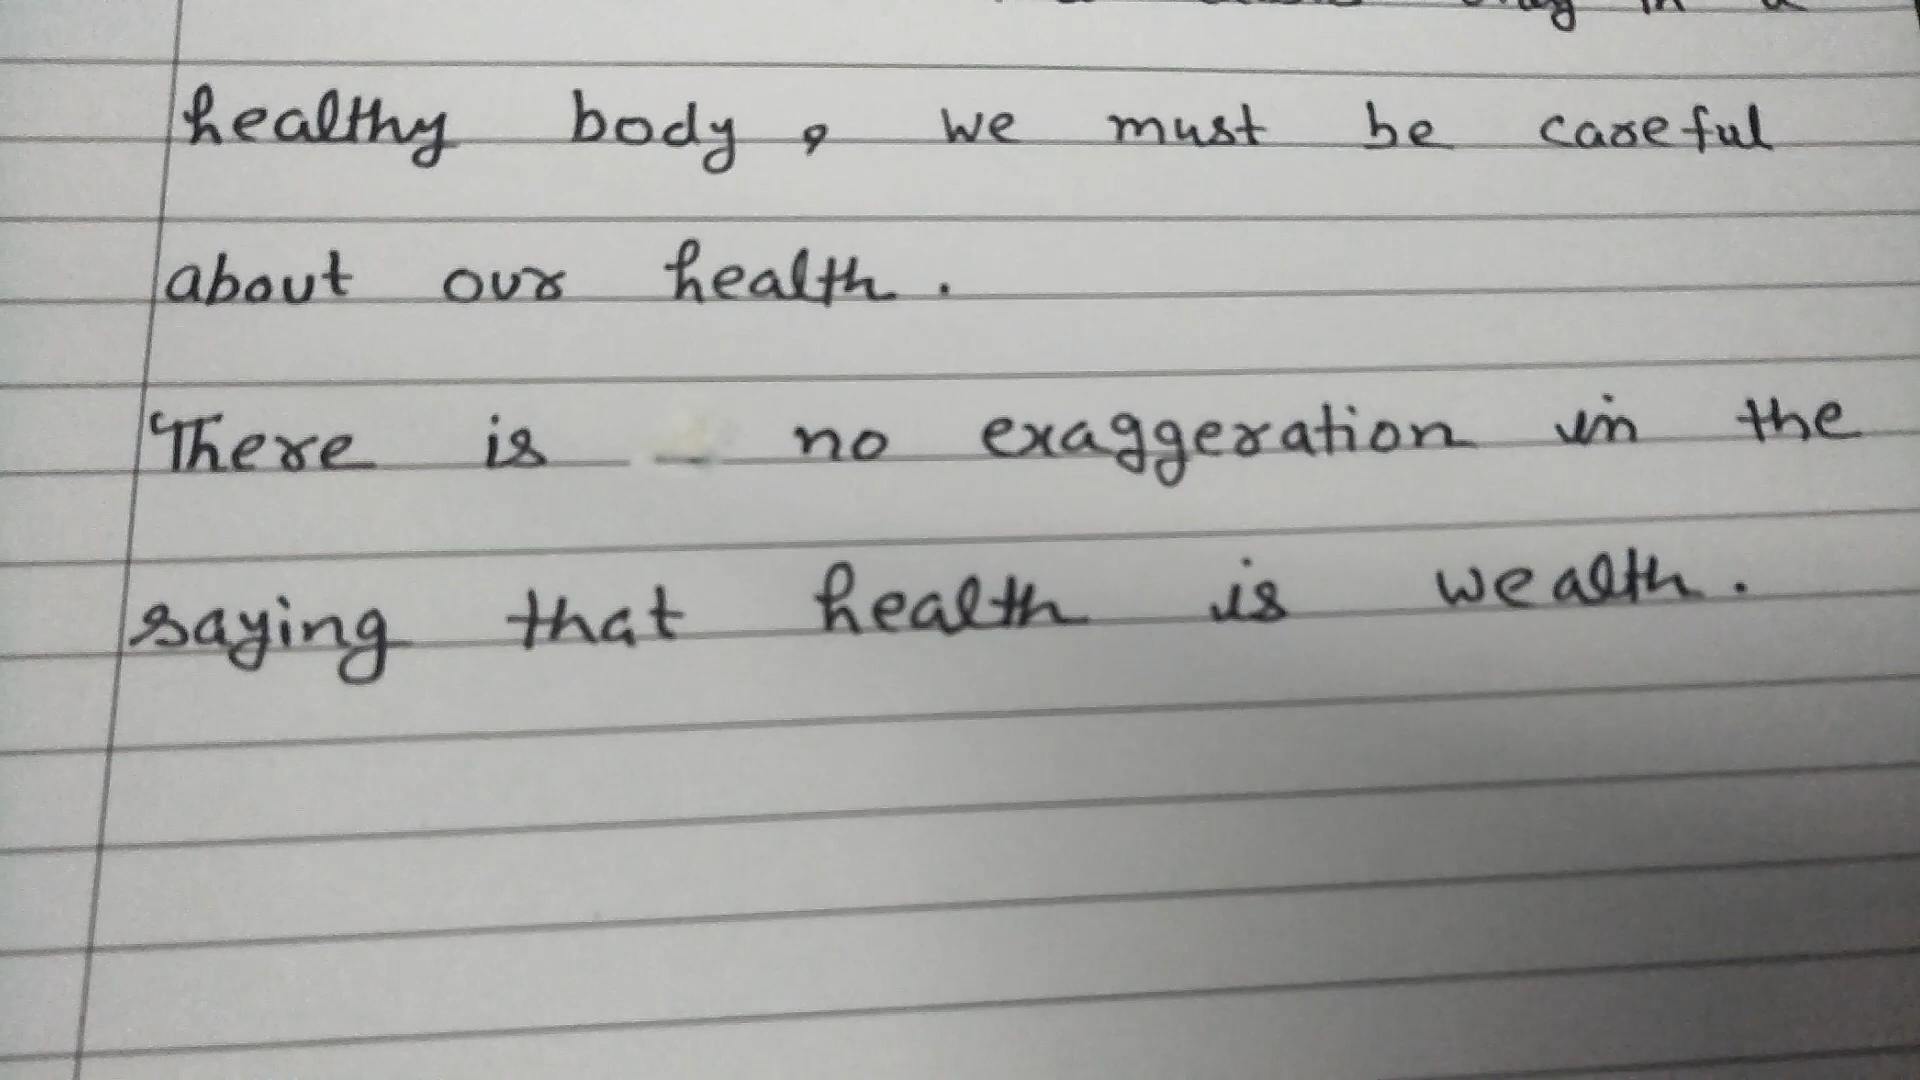 in a
healthy body, we must be careful
about our health.
There is no exaggeration in the
saying that health is wealth.